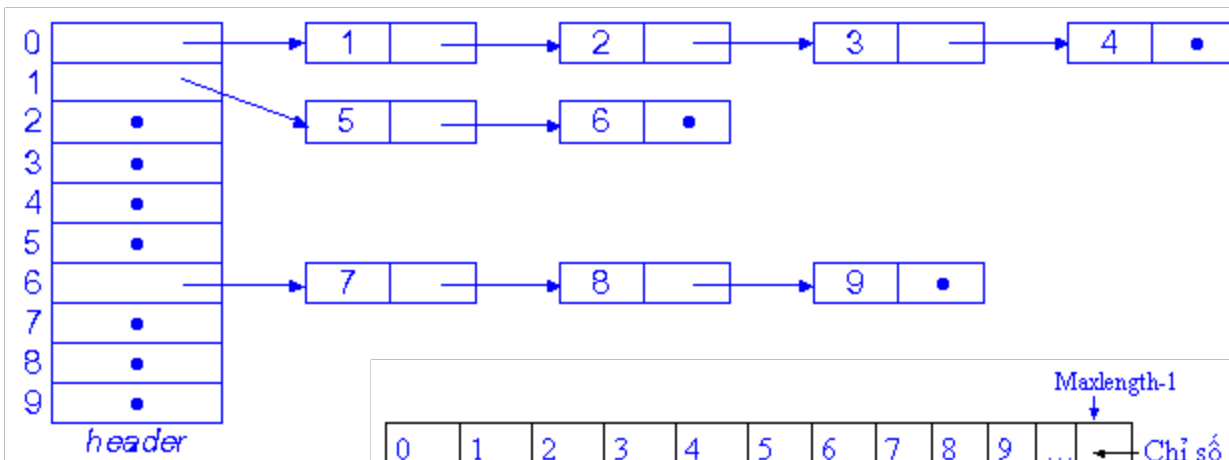 0 1 2 3 4 •
1
2 • 5 6 •
3 •
4 •
5 •
6 7 8 9 •
7 •
8 •
9 •
header
Maxlength-1
0 1 2 3 4 5 6 7 8 9 ... Chỉ số